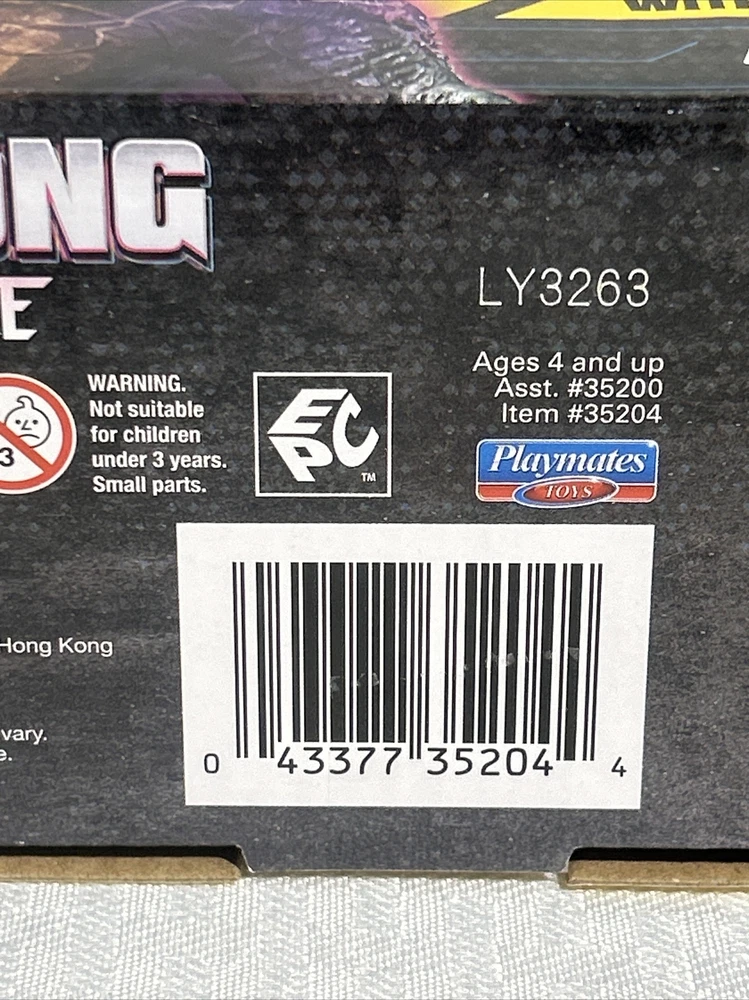 ONG
E
LY3263
Ages 4 and up
Asst. #35200
Item #35204
WARNING.
Not suitable
for children
under 3 years.
Small parts.
3
EPC
TM
Playmates
TOYS
Hong Kong
vary.
e.
0 43377 35204 4